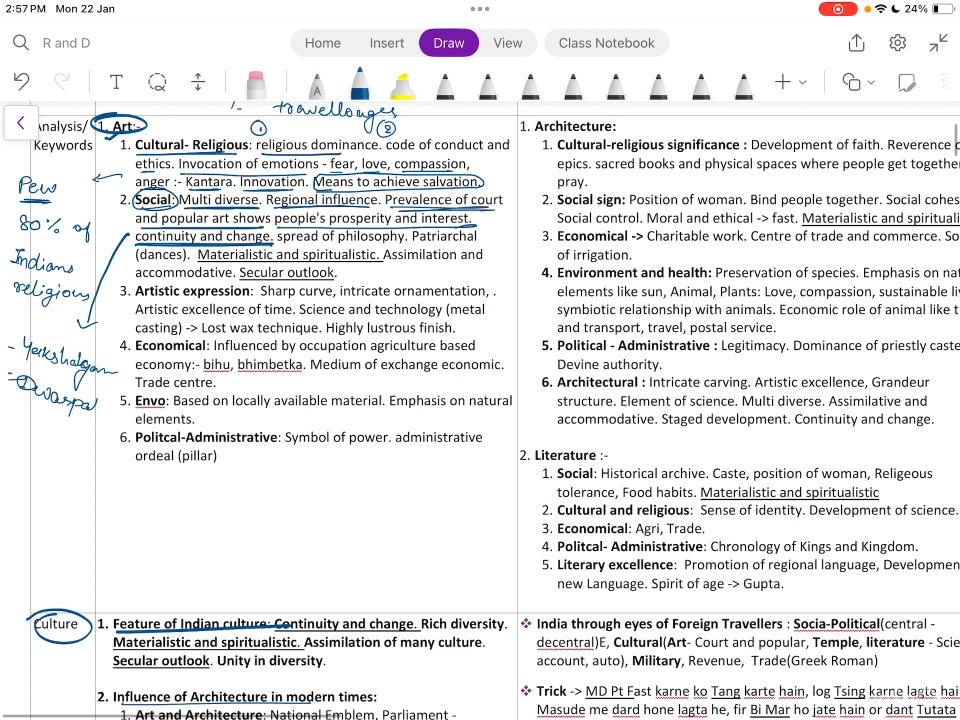 2:57 PM Mon 22 Jan
24%
R and D
Home Insert Draw View Class Notebook
T
A
travellouges
① ②
Analysis/
Keywords
1. Art:-
1. Cultural- Religious: religious dominance. code of conduct and
ethics. Invocation of emotions - fear, love, compassion,
anger :- Kantara. Innovation. Means to achieve salvation.
2. Social: Multi diverse. Regional influence. Prevalence of court
and popular art shows people's prosperity and interest.
continuity and change. spread of philosophy. Patriarchal
(dances). Materialistic and spiritualistic. Assimilation and
accommodative. Secular outlook.
3. Artistic expression: Sharp curve, intricate ornamentation, .
Artistic excellence of time. Science and technology (metal
casting) -> Lost wax technique. Highly lustrous finish.
4. Economical: Influenced by occupation agriculture based
economy:- bihu, bhimbetka. Medium of exchange economic.
Trade centre.
5. Envo: Based on locally available material. Emphasis on natural
elements.
6. Politcal-Administrative: Symbol of power. administrative
ordeal (pillar)
Pew
80% of
Indians
religious
- Yakshagan
- Dwarpal
1. Architecture:
1. Cultural-religious significance : Development of faith. Reverence
epics. sacred books and physical spaces where people get together
pray.
2. Social sign: Position of woman. Bind people together. Social cohes
Social control. Moral and ethical -> fast. Materialistic and spirituali
3. Economical -> Charitable work. Centre of trade and commerce. So
of irrigation.
4. Environment and health: Preservation of species. Emphasis on nat
elements like sun, Animal, Plants: Love, compassion, sustainable li
symbiotic relationship with animals. Economic role of animal like t
and transport, travel, postal service.
5. Political - Administrative : Legitimacy. Dominance of priestly caste
Devine authority.
6. Architectural : Intricate carving. Artistic excellence, Grandeur
structure. Element of science. Multi diverse. Assimilative and
accommodative. Staged development. Continuity and change.
2. Literature :-
1. Social: Historical archive. Caste, position of woman, Religeous
tolerance, Food habits. Materialistic and spiritualistic
2. Cultural and religious: Sense of identity. Development of science.
3. Economical: Agri, Trade.
4. Politcal- Administrative: Chronology of Kings and Kingdom.
5. Literary excellence: Promotion of regional language, Developmen
new Language. Spirit of age -> Gupta.
Culture
1. Feature of Indian culture: Continuity and change. Rich diversity.
Materialistic and spiritualistic. Assimilation of many culture.
Secular outlook. Unity in diversity.
2. Influence of Architecture in modern times:
1. Art and Architecture: National Emblem, Parliament -
❖ India through eyes of Foreign Travellers : Socia-Political(central -
decentral)E, Cultural(Art- Court and popular, Temple, literature - Scie
account, auto), Military, Revenue, Trade(Greek Roman)
❖ Trick -> MD Pt Fast karne ko Tang karte hain, log Tsing karne lagte hai
Masude me dard hone lagta he, fir Bi Mar ho jate hain or dant Tutata